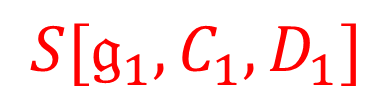 𝑆[𝔤₁, 𝐶₁, 𝐷₁]